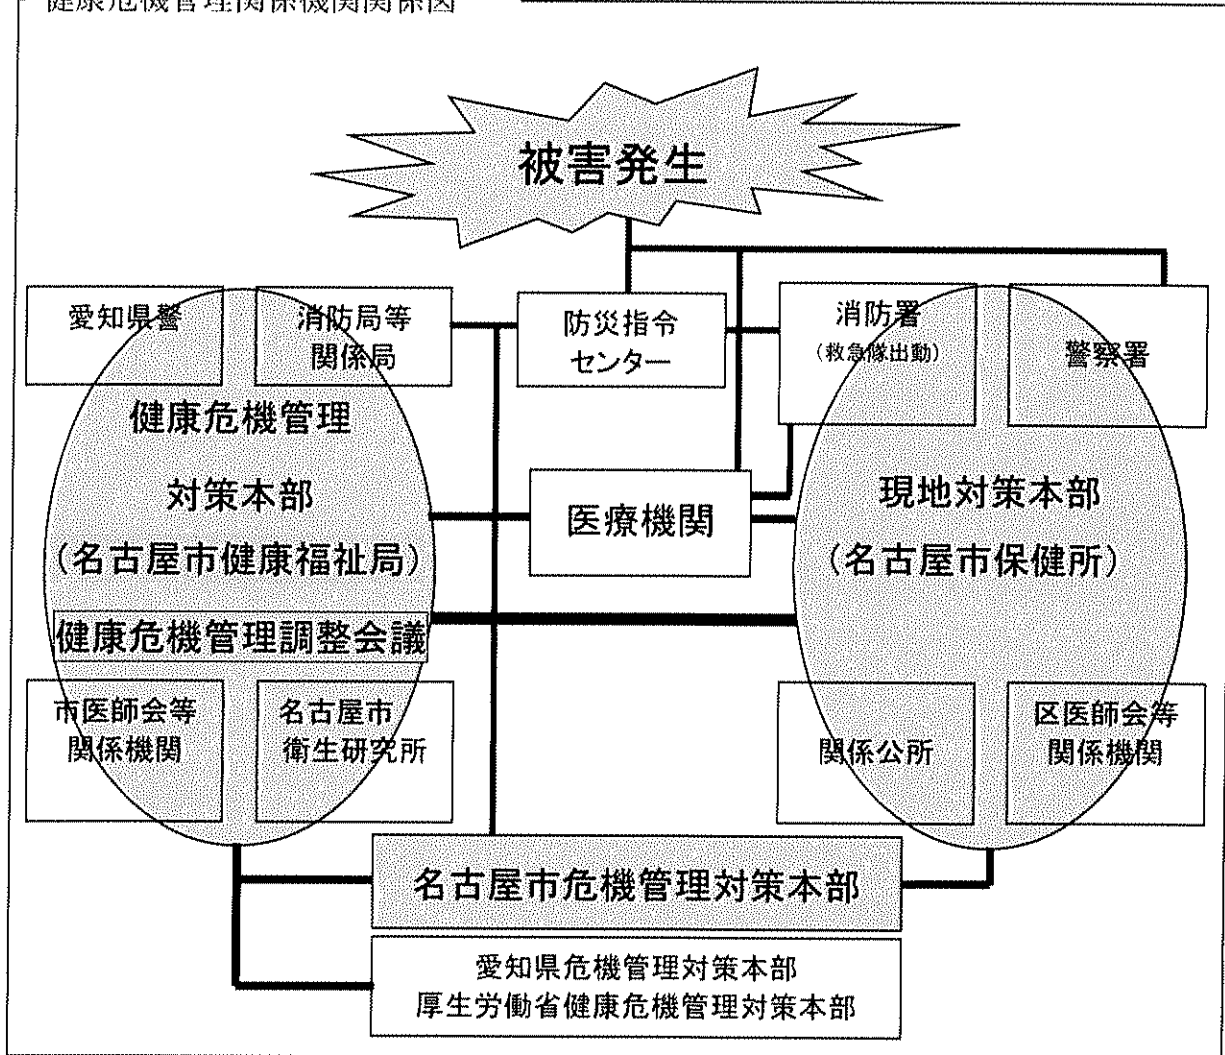 健康危機管理関係機関関係図
被害発生
愛知県警
消防局等
関係局
防災指令
センター
消防署
(救急隊出動)
警察署
健康危機管理
対策本部
(名古屋市健康福祉局)
健康危機管理調整会議
医療機関
現地対策本部
(名古屋市保健所)
市医師会等
関係機関
名古屋市
衛生研究所
関係公所
区医師会等
関係機関
名古屋市危機管理対策本部
愛知県危機管理対策本部
厚生労働省健康危機管理対策本部